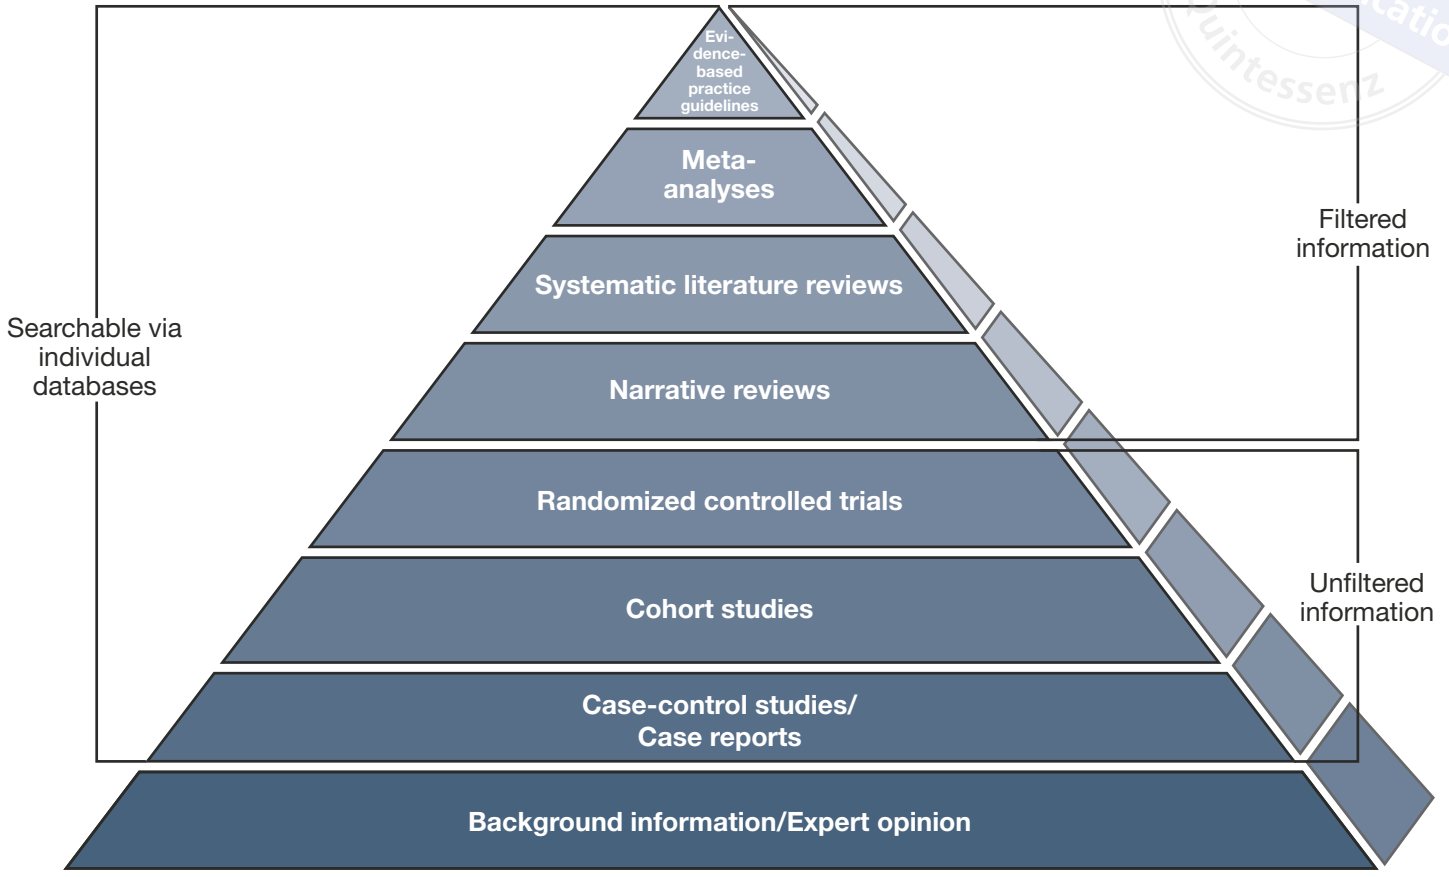 Evi-
dence-
based
practice
guidelines
Meta-
analyses
Systematic literature reviews
Narrative reviews
Randomized controlled trials
Cohort studies
Case-control studies/
Case reports
Background information/Expert opinion
Searchable via
individual
databases
Filtered
information
Unfiltered
information
Quintessenz